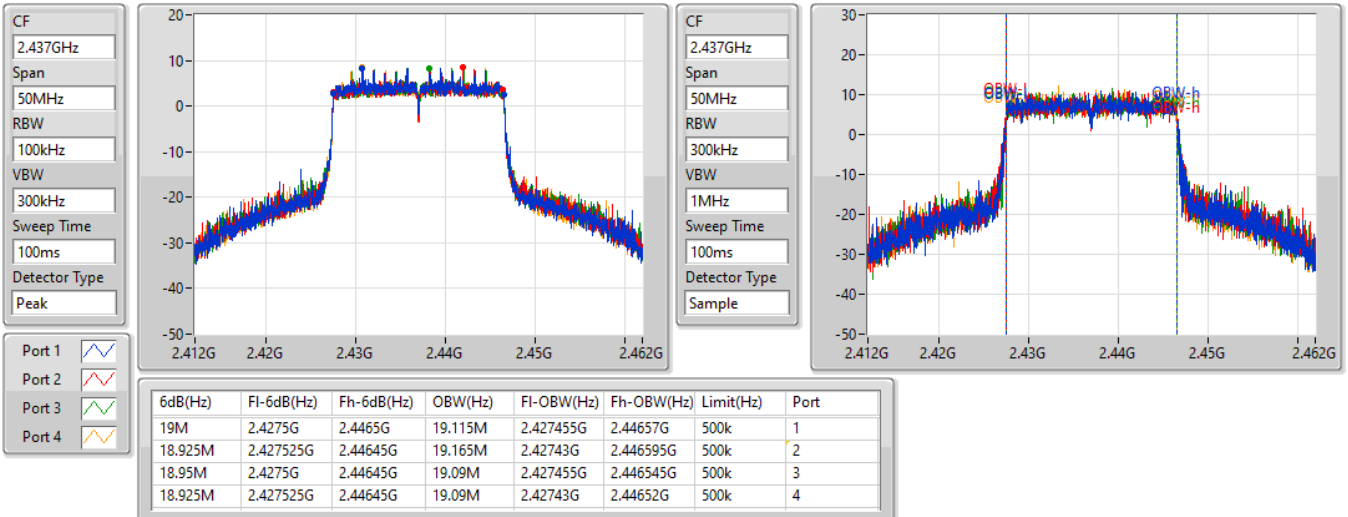 CF
2.437GHz
Span
50MHz
RBW
100kHz
VBW
300kHz
Sweep Time
100ms
Detector Type
Peak
20
10
0
-10
-20
-30
-40
-50
2.412G 2.42G 2.43G 2.44G 2.45G 2.462G
CF
2.437GHz
Span
50MHz
RBW
300kHz
VBW
1MHz
Sweep Time
100ms
Detector Type
Sample
30
20
10
0
-10
-20
-30
-40
-50
OBW-h
2.412G 2.42G 2.43G 2.44G 2.45G 2.462G
Port 1
Port 2
Port 3
Port 4
6dB(Hz) Fl-6dB(Hz) Fh-6dB(Hz) OBW(Hz) Fl-OBW(Hz) Fh-OBW(Hz) Limit(Hz) Port
19M 2.4275G 2.4465G 19.115M 2.427455G 2.44657G 500k 1
18.925M 2.427525G 2.44645G 19.165M 2.42743G 2.446595G 500k 2
18.95M 2.4275G 2.44645G 19.09M 2.427455G 2.446545G 500k 3
18.925M 2.427525G 2.44645G 19.09M 2.42743G 2.44652G 500k 4